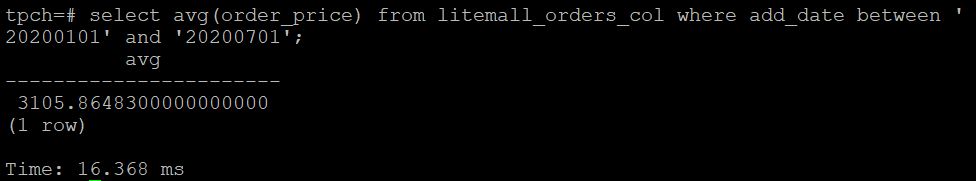 tpch=# select avg(order_price) from litemall_orders_col where add_date between '
20200101' and '20200701';
          avg
-----------------------
 3105.8648300000000000
(1 row)

Time: 16.368 ms